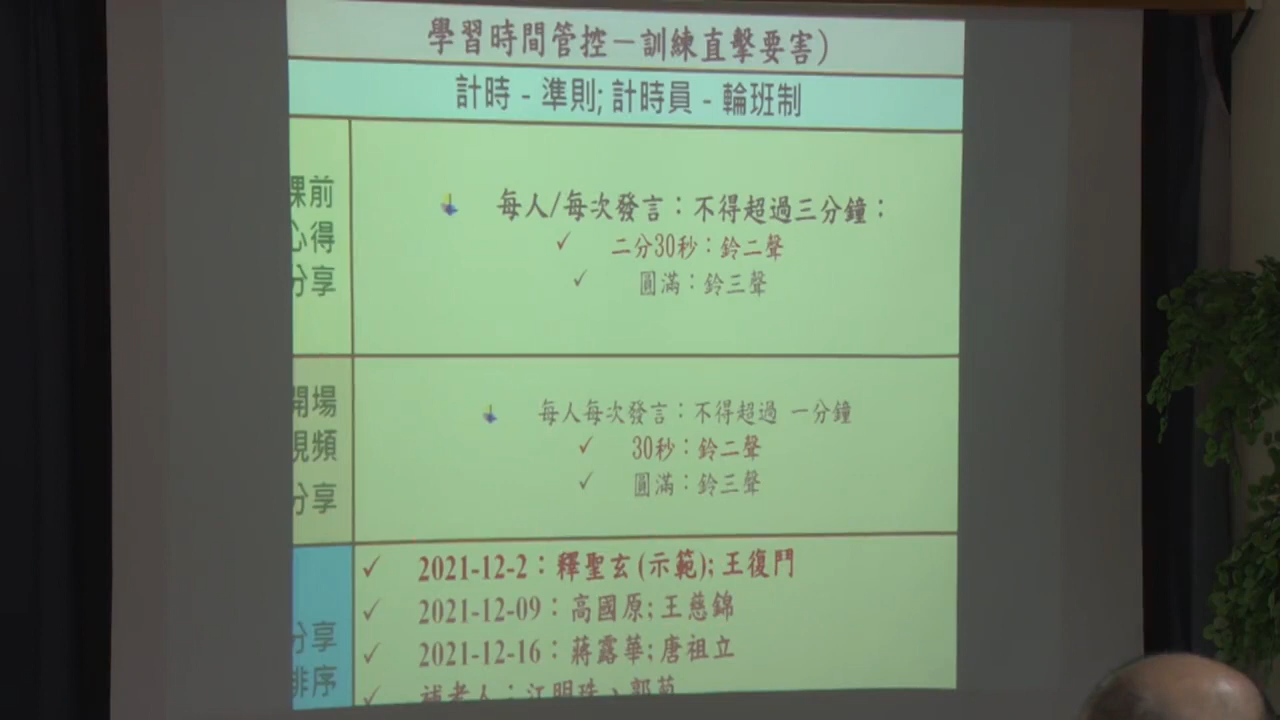 學習時間管控－訓練直擊要害)
計時 - 準則; 計時員 - 輪班制
課前
心得
分享
每人/每次發言：不得超過三分鐘：
✓ 二分30秒：鈴二聲
✓ 圓滿：鈴三聲
開場
視頻
分享
每人每次發言：不得超過 一分鐘
✓ 30秒：鈴二聲
✓ 圓滿：鈴三聲
分享
排序
✓ 2021-12-2：釋聖玄(示範); 王復門
✓ 2021-12-09：高國原; 王慈錦
✓ 2021-12-16：蔣露華; 唐祖立